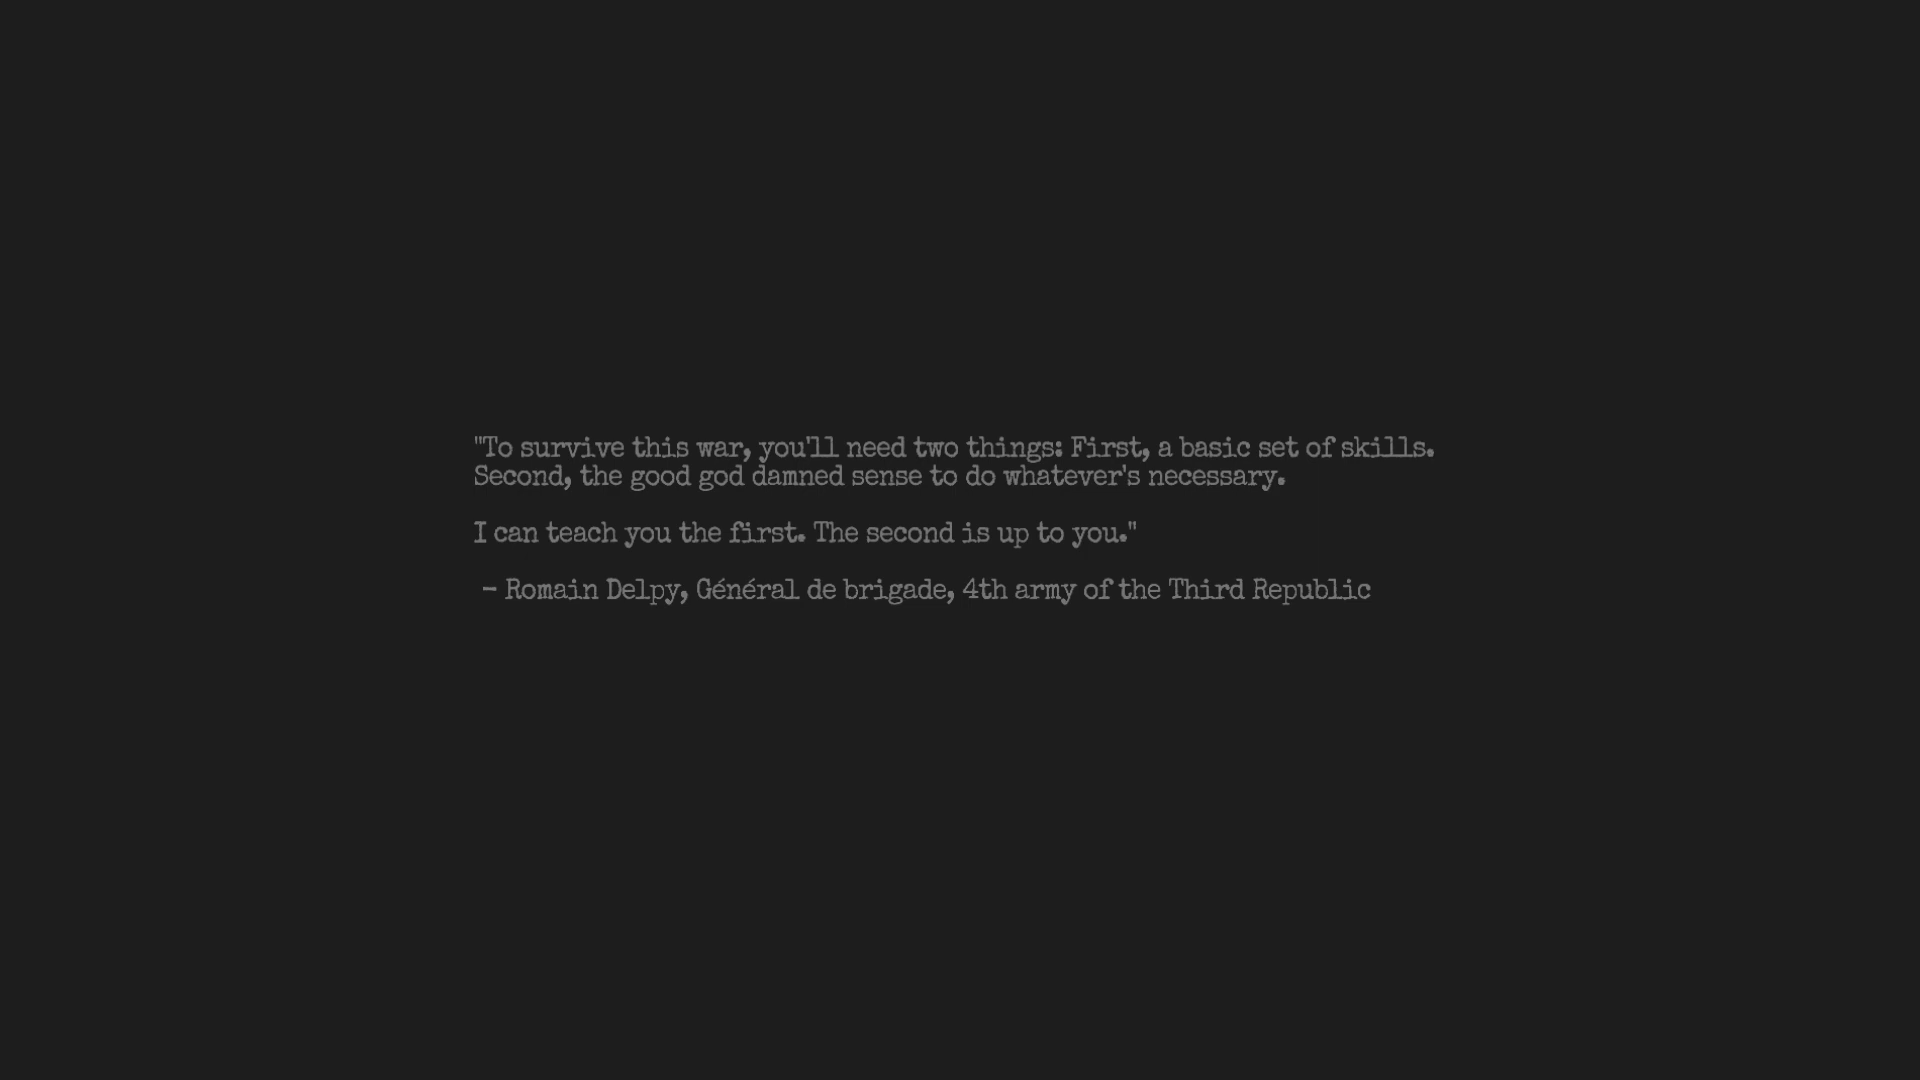 "To survive this war, you'll need two things: First, a basic set of skills.
Second, the good god damned sense to do whatever's necessary.
I can teach you the first. The second is up to you."
– Romain Delpy, Général de brigade, 4th army of the Third Republic